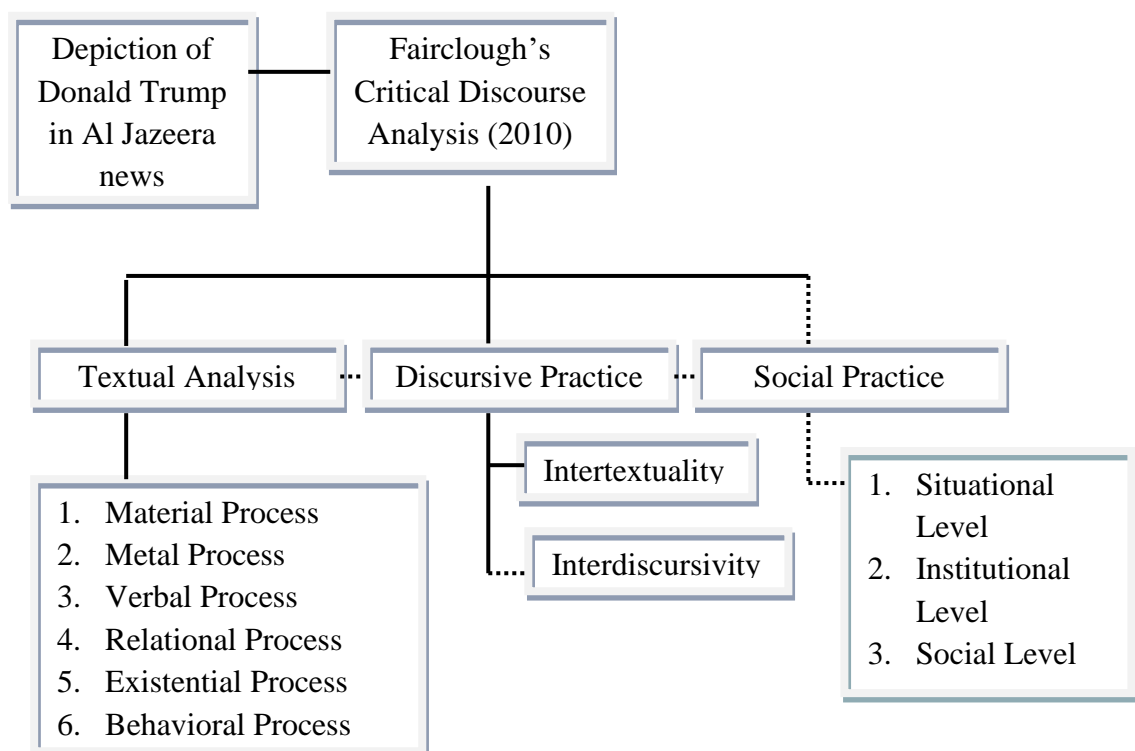 Depiction of
Donald Trump
in Al Jazeera
news
Fairclough's
Critical Discourse
Analysis (2010)
Textual Analysis
Discursive Practice
Social Practice
1. Material Process
2. Metal Process
3. Verbal Process
4. Relational Process
5. Existential Process
6. Behavioral Process
Intertextuality
Interdiscursivity
1. Situational
Level
2. Institutional
Level
3. Social Level